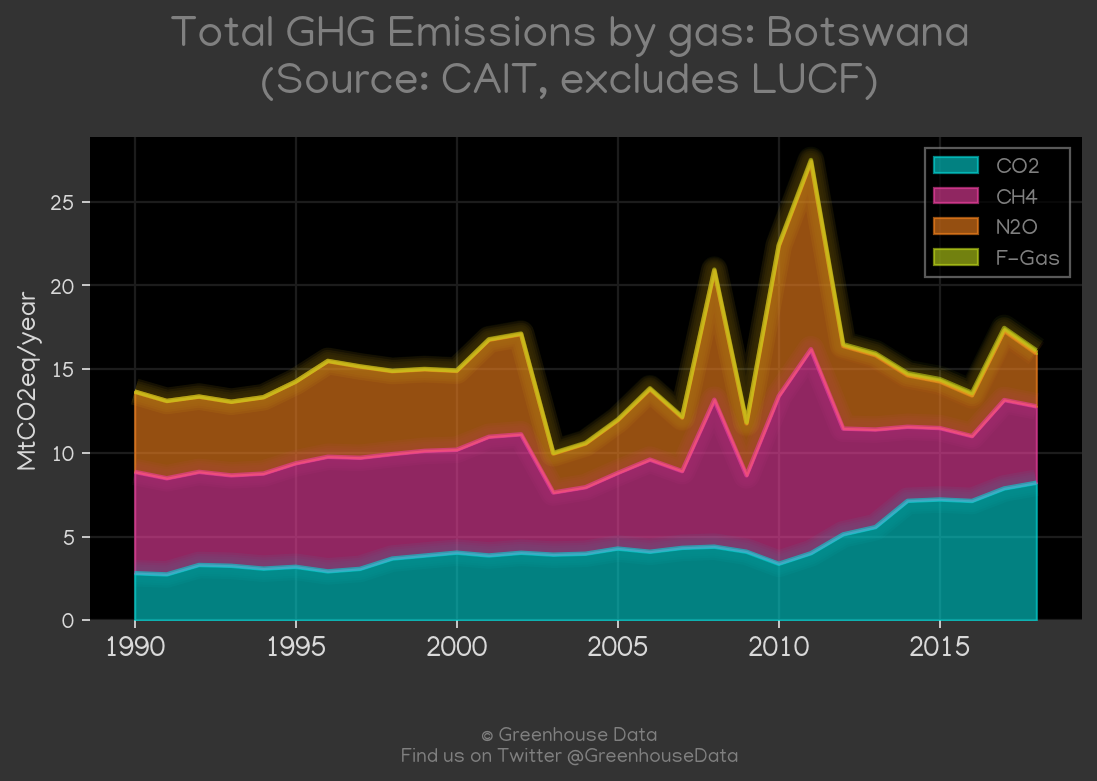 Total GHG Emissions by gas: Botswana
(Source: CAIT, excludes LUCF)
CO2
CH4
N2O
F-Gas
MtCO2eq/year
25
20
15
10
5
0
1990 1995 2000 2005 2010 2015
© Greenhouse Data
Find us on Twitter @GreenhouseData